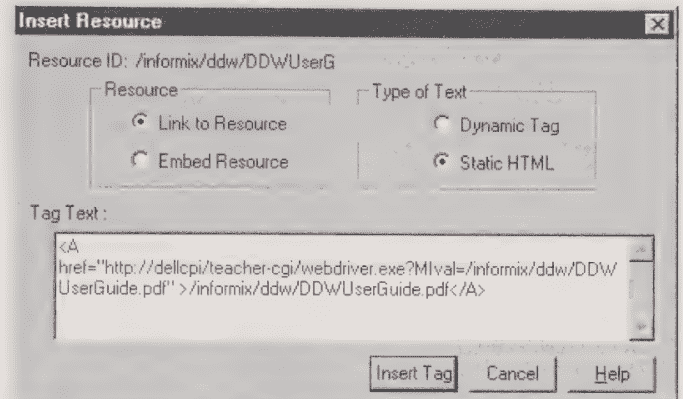 Insert Resource
Resource ID: /informix/ddw/DDWUserG
Resource
Type of Text
Link to Resource
Dynamic Tag
Embed Resource
Static HTML
Tag Text :
<A
href="http://dellcpi/teacher-cgi/webdriver.exe?MIval=/informix/ddw/DDW
UserGuide.pdf" >/informix/ddw/DDWUserGuide.pdf</A>
Insert Tag
Cancel
Help